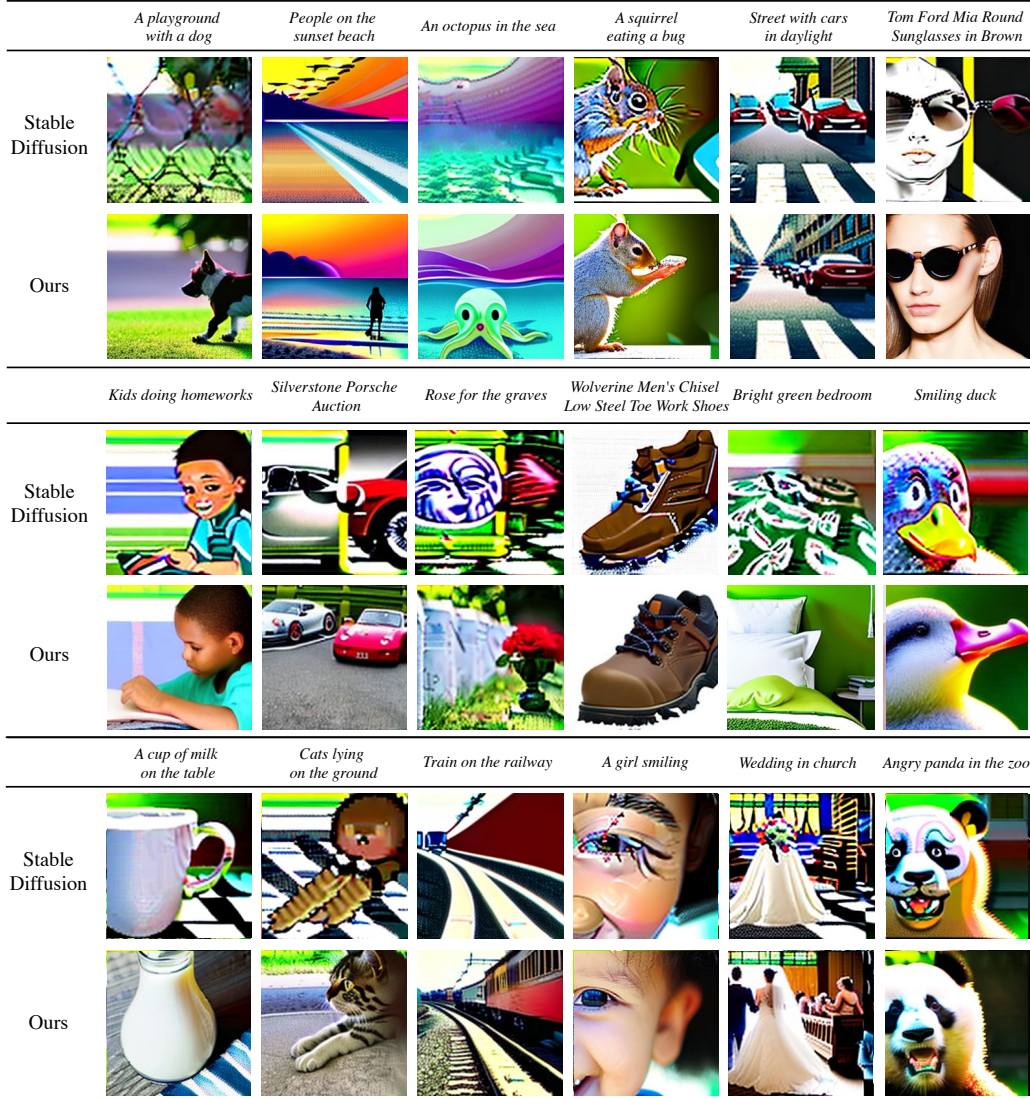 A playground
with a dog
People on the
sunset beach
An octopus in the sea
A squirrel
eating a bug
Street with cars
in daylight
Tom Ford Mia Round
Sunglasses in Brown
Stable
Diffusion
Ours
Kids doing homeworks
Silverstone Porsche
Auction
Rose for the graves
Wolverine Men's Chisel
Low Steel Toe Work Shoes
Bright green bedroom
Smiling duck
Stable
Diffusion
Ours
A cup of milk
on the table
Cats lying
on the ground
Train on the railway
A girl smiling
Wedding in church
Angry panda in the zoo
Stable
Diffusion
Ours